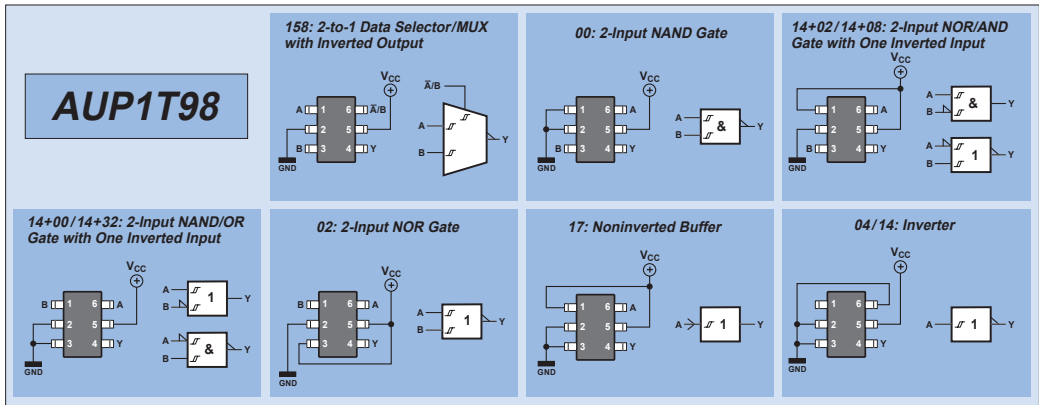 AUP1T98
158: 2-to-1 Data Selector/MUX
with Inverted Output
VCC
A 1 6 A̅/B
2 5
B 3 4 Y
GND
A̅/B
A
B
Y
00: 2-Input NAND Gate
VCC
1 6 A
2 5
B 3 4 Y
GND
A
B
&
Y
14+02/14+08: 2-Input NOR/AND
Gate with One Inverted Input
VCC
1 6 A
2 5
B 3 4 Y
GND
A
B
&
Y
A
B
1
Y
14+00/14+32: 2-Input NAND/OR
Gate with One Inverted Input
VCC
B 1 6 A
2 5
3 4 Y
GND
A
B
1
Y
A
B
&
Y
02: 2-Input NOR Gate
VCC
B 1 6 A
2 5
3 4 Y
GND
A
B
1
Y
17: Noninverted Buffer
VCC
1 6 A
2 5
3 4 Y
GND
A
1
Y
04/14: Inverter
VCC
1 6 A
2 5
3 4 Y
GND
A
1
Y